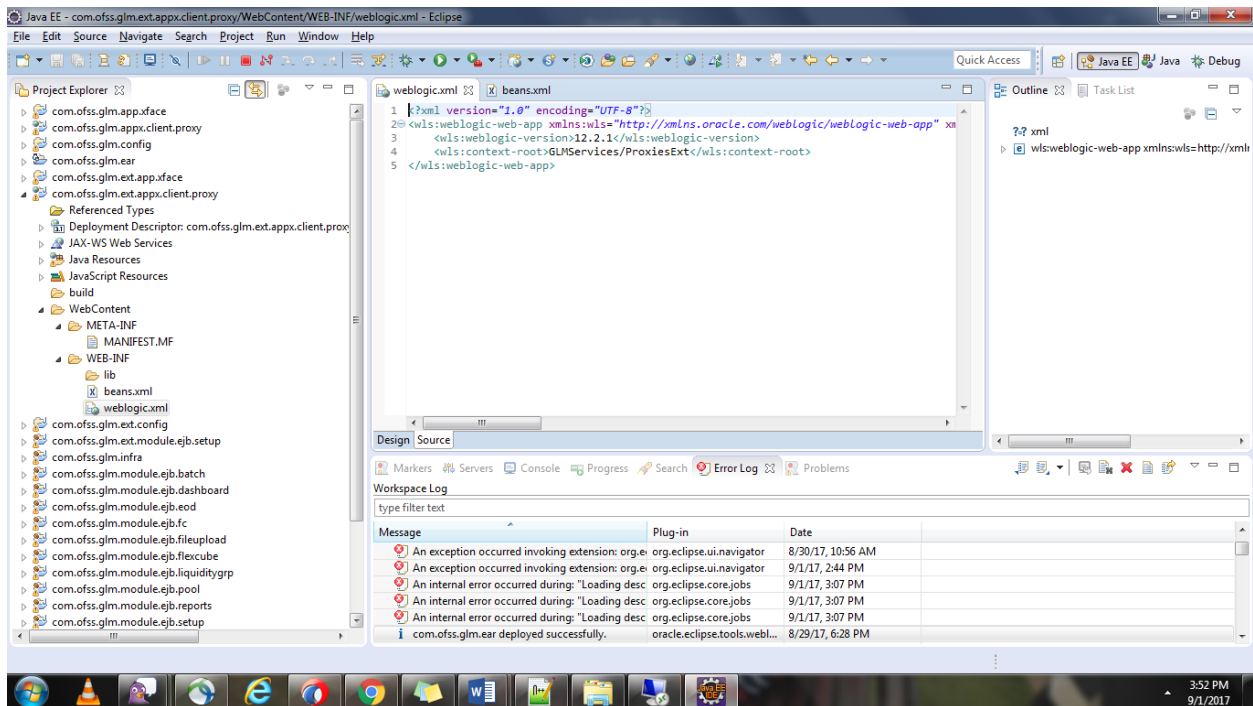 Java EE - com.ofss.glm.ext.appx.client.proxy/WebContent/WEB-INF/weblogic.xml - Eclipse
File Edit Source Navigate Search Project Run Window Help
Quick Access Java EE Java Debug
Project Explorer
com.ofss.glm.app.xface
com.ofss.glm.appx.client.proxy
com.ofss.glm.config
com.ofss.glm.ear
com.ofss.glm.ext.app.xface
com.ofss.glm.ext.appx.client.proxy
Referenced Types
Deployment Descriptor: com.ofss.glm.ext.appx.client.proxy
JAX-WS Web Services
Java Resources
JavaScript Resources
build
WebContent
META-INF
MANIFEST.MF
WEB-INF
lib
beans.xml
weblogic.xml
com.ofss.glm.ext.config
com.ofss.glm.ext.module.ejb.setup
com.ofss.glm.infra
com.ofss.glm.module.ejb.batch
com.ofss.glm.module.ejb.dashboard
com.ofss.glm.module.ejb.eod
com.ofss.glm.module.ejb.fc
com.ofss.glm.module.ejb.fileupload
com.ofss.glm.module.ejb.flexcube
com.ofss.glm.module.ejb.liquiditygrp
com.ofss.glm.module.ejb.pool
com.ofss.glm.module.ejb.reports
com.ofss.glm.module.ejb.setup
weblogic.xml beans.xml
1 <?xml version="1.0" encoding="UTF-8"?>
2 <wls:weblogic-web-app xmlns:wls="http://xmlns.oracle.com/weblogic/weblogic-web-app" xm
3 <wls:weblogic-version>12.2.1</wls:weblogic-version>
4 <wls:context-root>GLMServices/ProxiesExt</wls:context-root>
5 </wls:weblogic-web-app>
Design Source
Outline Task List
?=? xml
wls:weblogic-web-app xmlns:wls=http://xmlr
Markers Servers Console Progress Search Error Log Problems
Workspace Log
type filter text
Message Plug-in Date
An exception occurred invoking extension: org.e org.eclipse.ui.navigator 8/30/17, 10:56 AM
An exception occurred invoking extension: org.e org.eclipse.ui.navigator 9/1/17, 2:44 PM
An internal error occurred during: "Loading desc org.eclipse.core.jobs 9/1/17, 3:07 PM
An internal error occurred during: "Loading desc org.eclipse.core.jobs 9/1/17, 3:07 PM
An internal error occurred during: "Loading desc org.eclipse.core.jobs 9/1/17, 3:07 PM
com.ofss.glm.ear deployed successfully. oracle.eclipse.tools.webl... 8/29/17, 6:28 PM
3:52 PM
9/1/2017